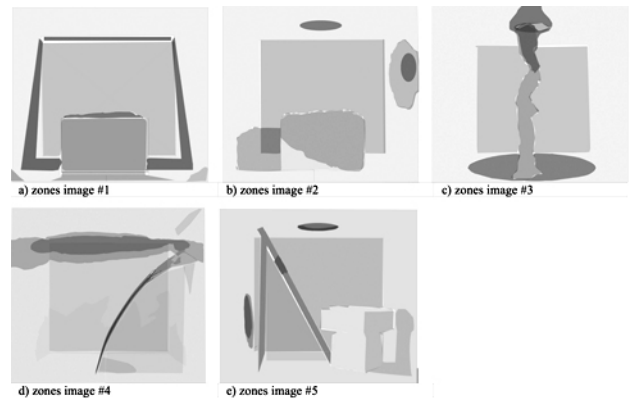 a) zones image #1
b) zones image #2
c) zones image #3
d) zones image #4
e) zones image #5